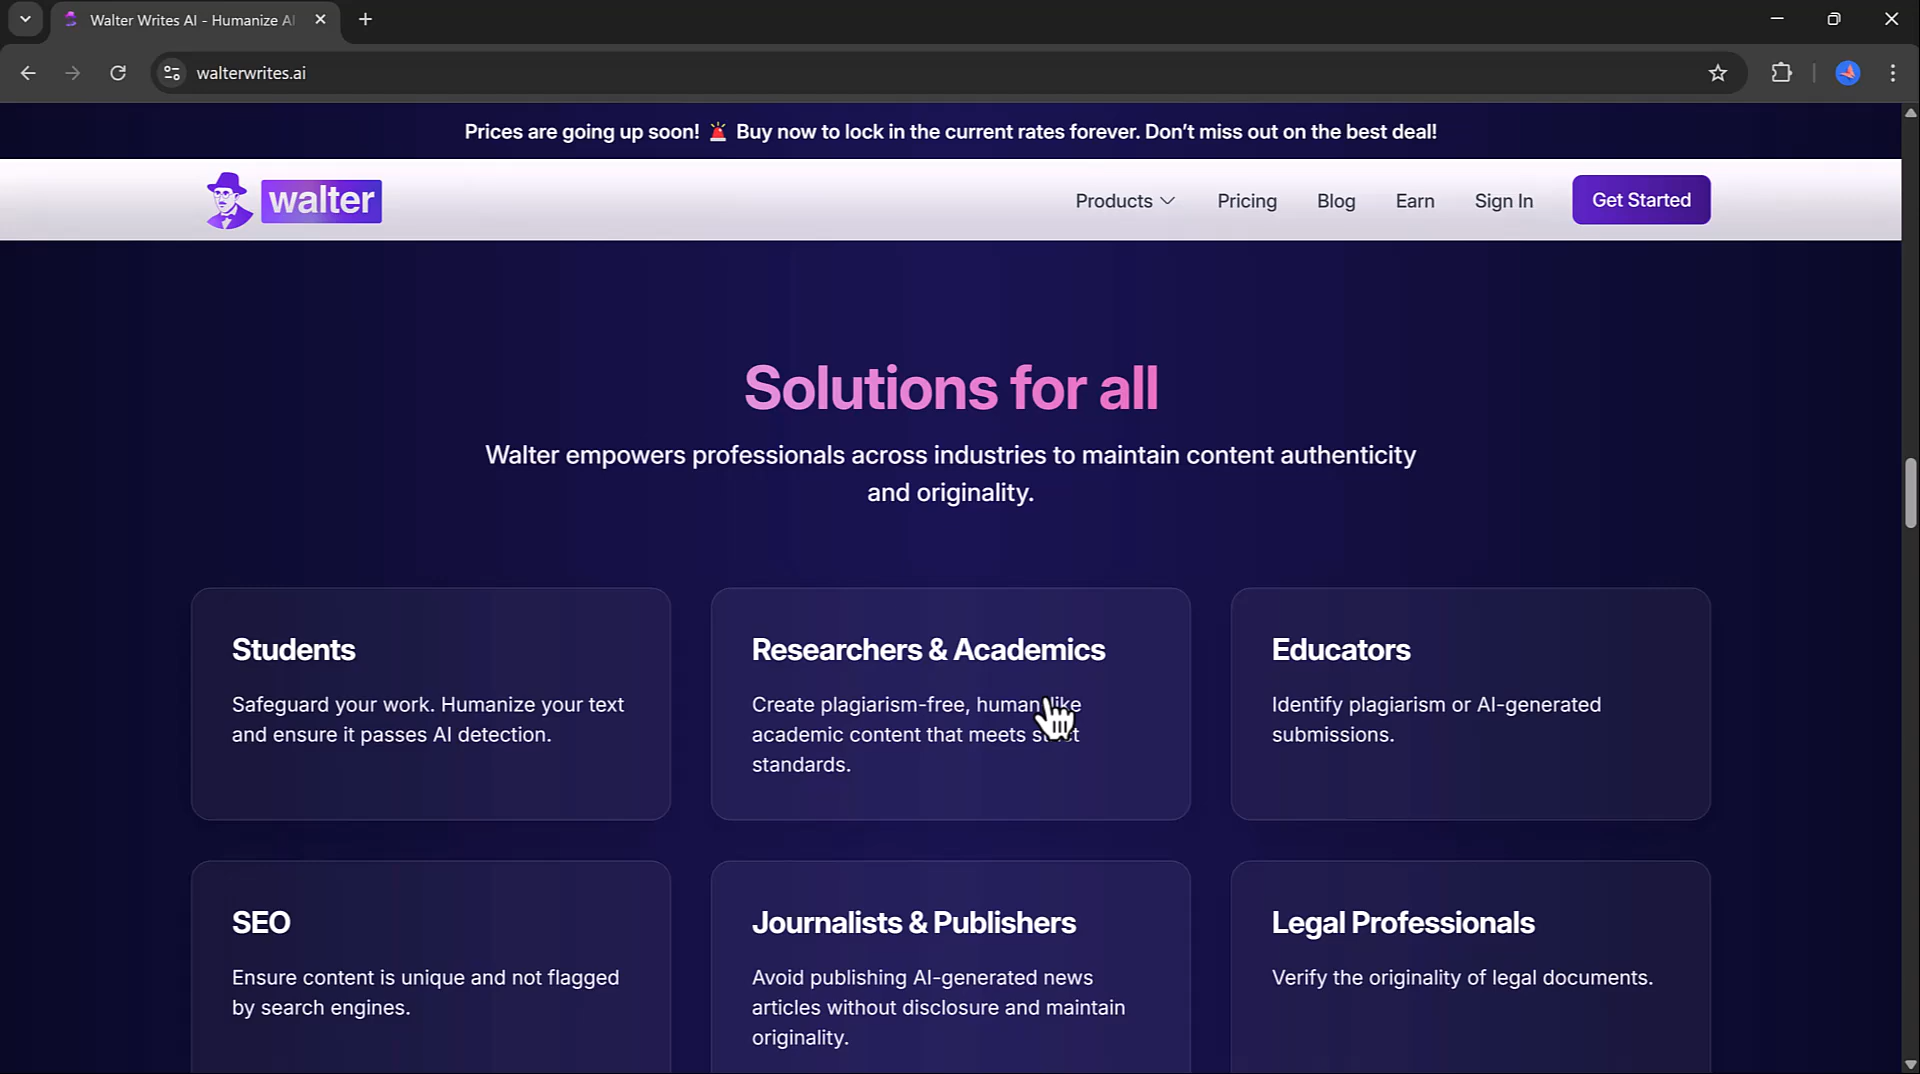 Walter Writes AI - Humanize AI
walterwrites.ai
Prices are going up soon! 🚨 Buy now to lock in the current rates forever. Don't miss out on the best deal!
walter
Products
Pricing
Blog
Earn
Sign In
Get Started
Solutions for all
Walter empowers professionals across industries to maintain content authenticity
and originality.
Students
Safeguard your work. Humanize your text
and ensure it passes AI detection.
Researchers & Academics
Create plagiarism-free, human-like
academic content that meets strict
standards.
Educators
Identify plagiarism or AI-generated
submissions.
SEO
Ensure content is unique and not flagged
by search engines.
Journalists & Publishers
Avoid publishing AI-generated news
articles without disclosure and maintain
originality.
Legal Professionals
Verify the originality of legal documents.